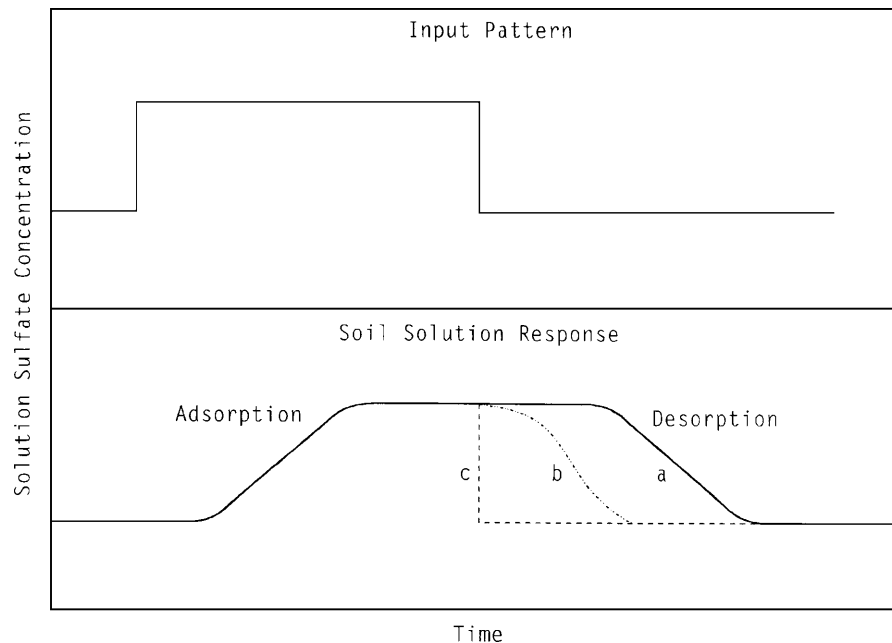 Input Pattern
Solution Sulfate Concentration
Soil Solution Response
Adsorption
Desorption
c
b
a
Time